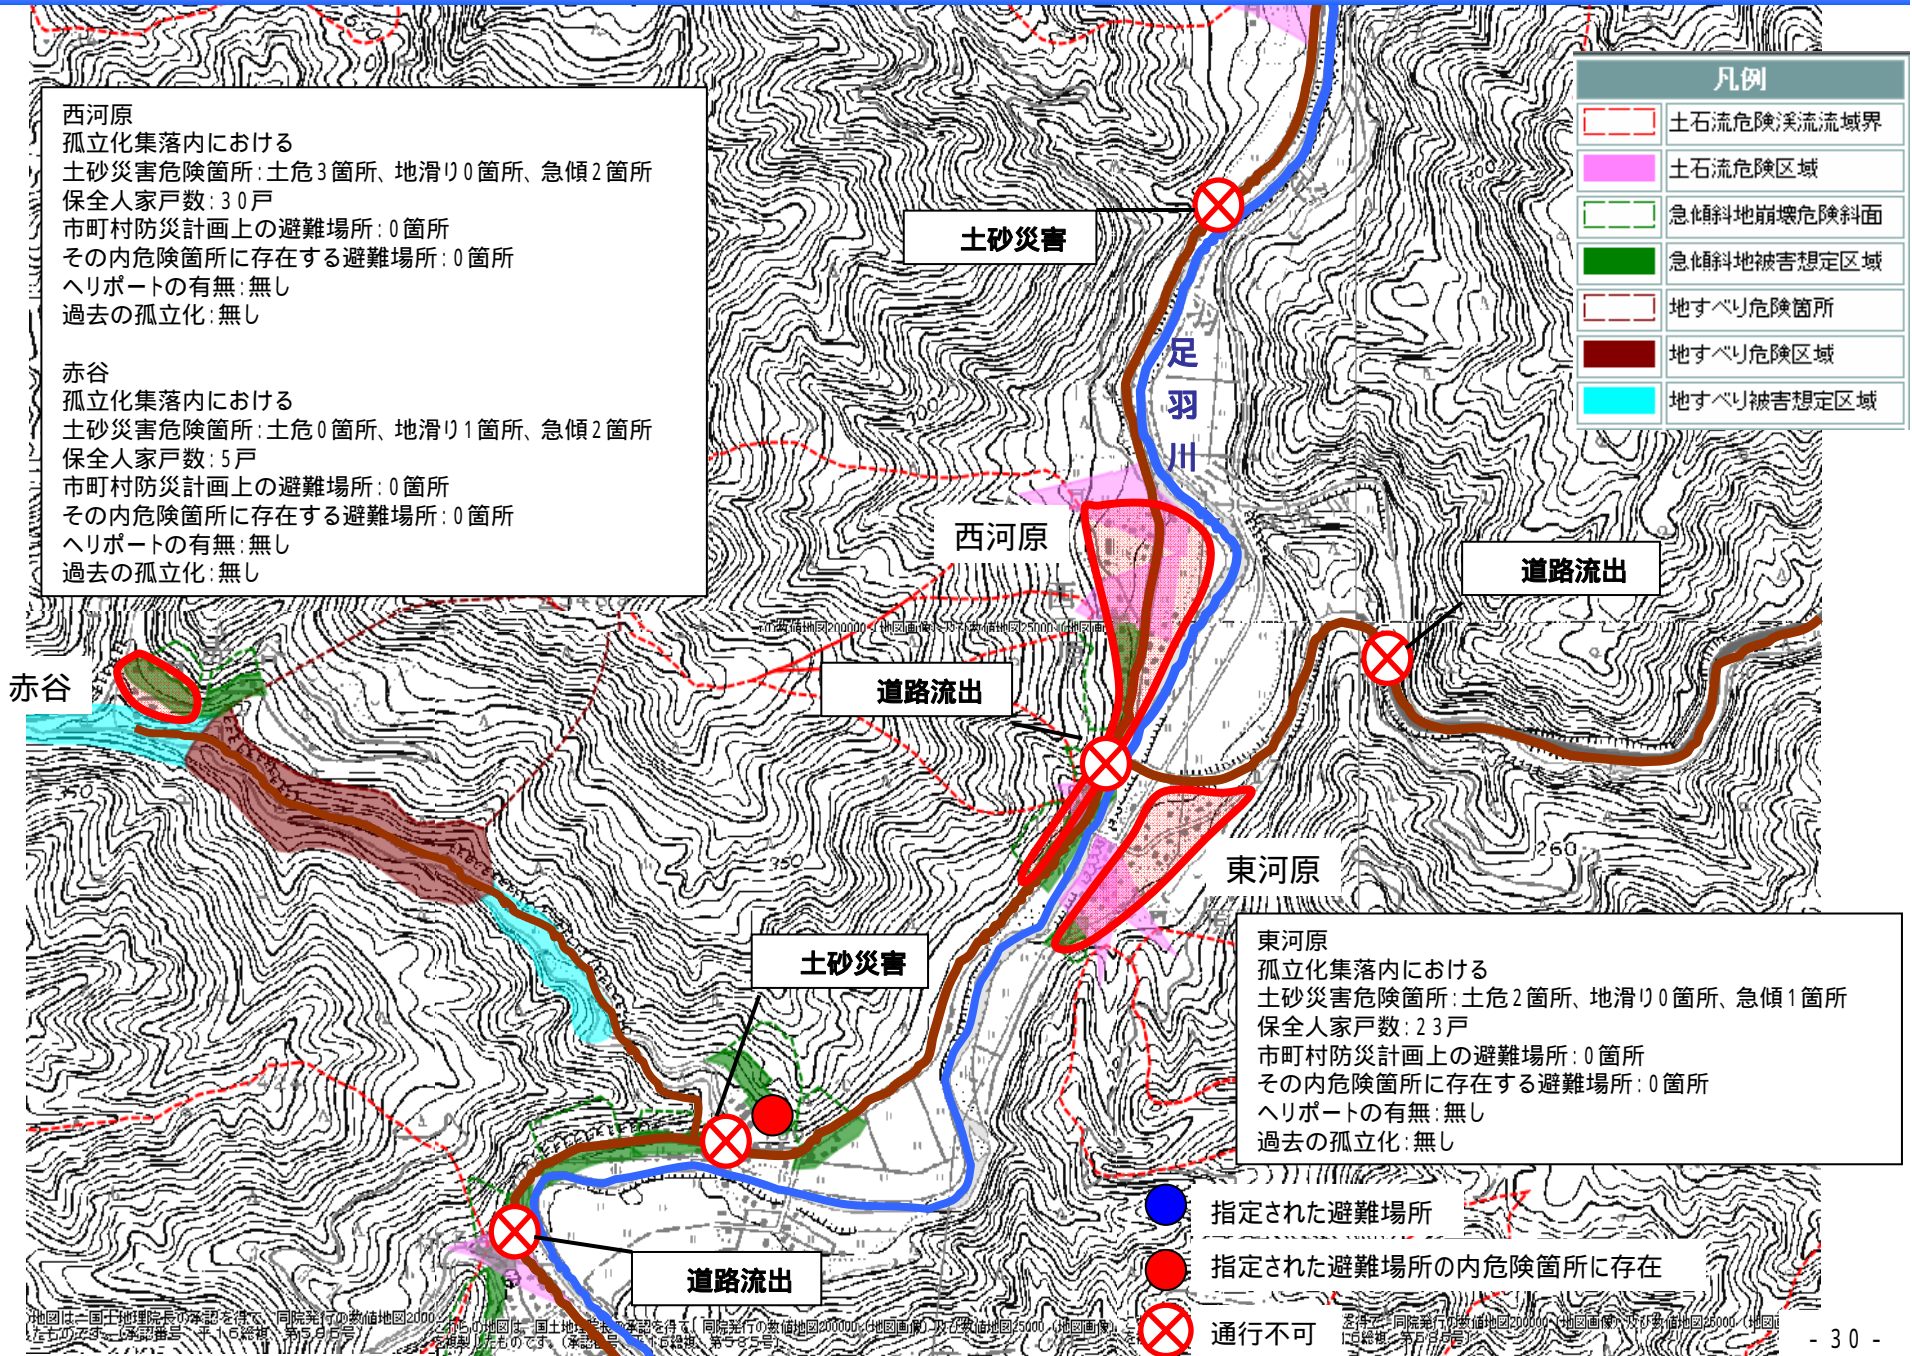 西河原
孤立化集落内における
土砂災害危険箇所:土危3箇所、地滑り0箇所、急傾2箇所
保全人家戸数:30戸
市町村防災計画上の避難場所:0箇所
その内危険箇所に存在する避難場所:0箇所
ヘリポートの有無:無し
過去の孤立化:無し
赤谷
孤立化集落内における
土砂災害危険箇所:土危0箇所、地滑り1箇所、急傾2箇所
保全人家戸数:5戸
市町村防災計画上の避難場所:0箇所
その内危険箇所に存在する避難場所:0箇所
ヘリポートの有無:無し
過去の孤立化:無し
凡例
土石流危険渓流流域界
土石流危険区域
急傾斜地崩壊危険斜面
急傾斜地被害想定区域
地すべり危険箇所
地すべり危険区域
地すべり被害想定区域
土砂災害
足羽川
西河原
道路流出
道路流出
赤谷
350
260
東河原
土砂災害
東河原
孤立化集落内における
土砂災害危険箇所:土危2箇所、地滑り0箇所、急傾1箇所
保全人家戸数:23戸
市町村防災計画上の避難場所:0箇所
その内危険箇所に存在する避難場所:0箇所
ヘリポートの有無:無し
過去の孤立化:無し
道路流出
指定された避難場所
指定された避難場所の内危険箇所に存在
通行不可
- 30 -